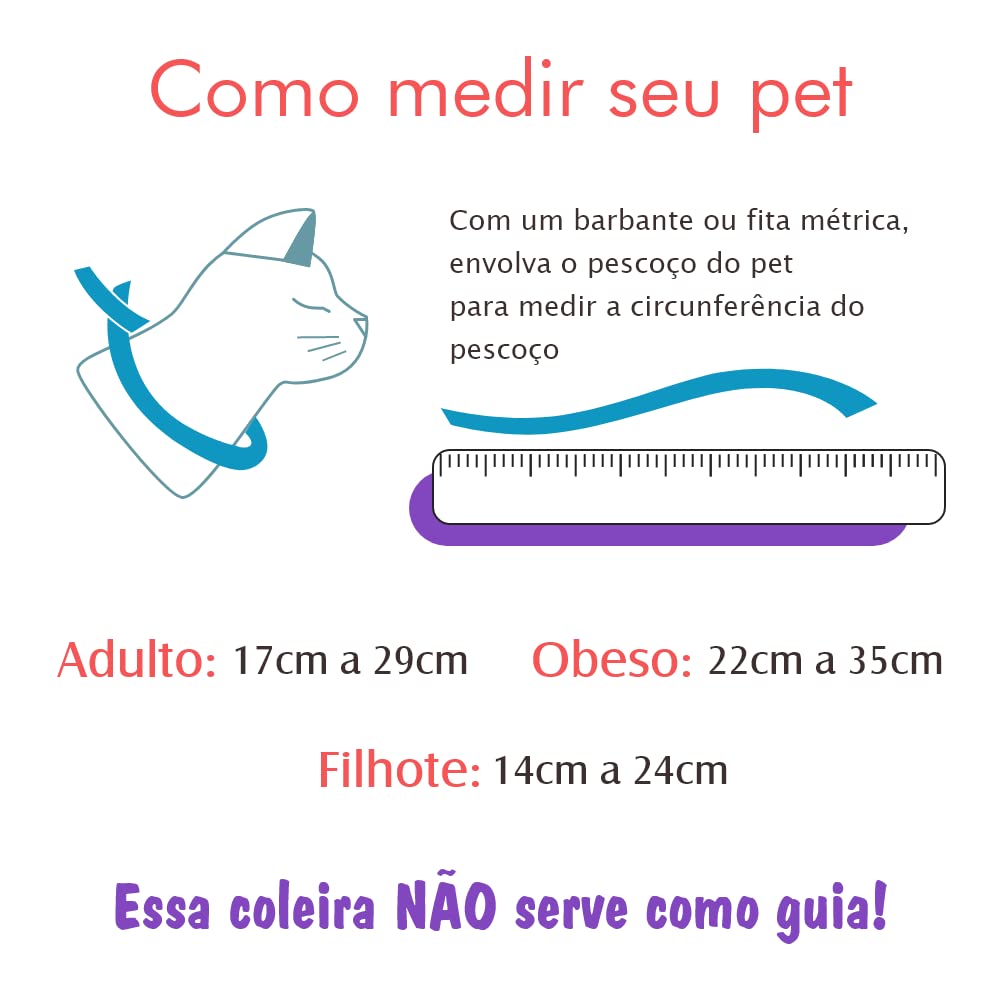 Como medir seu pet
Com um barbante ou fita métrica,
envolva o pescoço do pet
para medir a circunferência do
pescoço
Adulto: 17cm a 29cm
Obeso: 22cm a 35cm
Filhote: 14cm a 24cm
Essa coleira NÃO serve como guia!